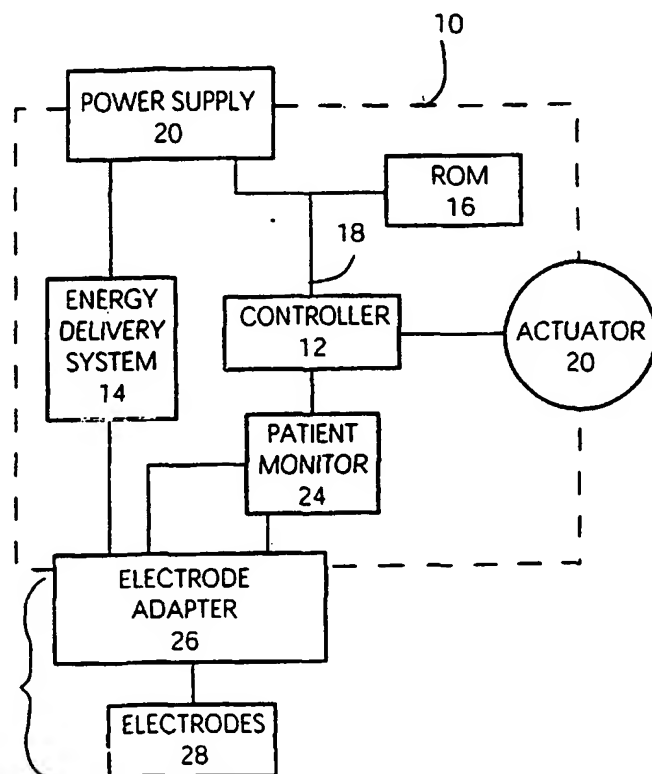 10
POWER SUPPLY
20
ROM
16
18
ENERGY
DELIVERY
SYSTEM
14
CONTROLLER
12
ACTUATOR
20
PATIENT
MONITOR
24
ELECTRODE
ADAPTER
26
ELECTRODES
28